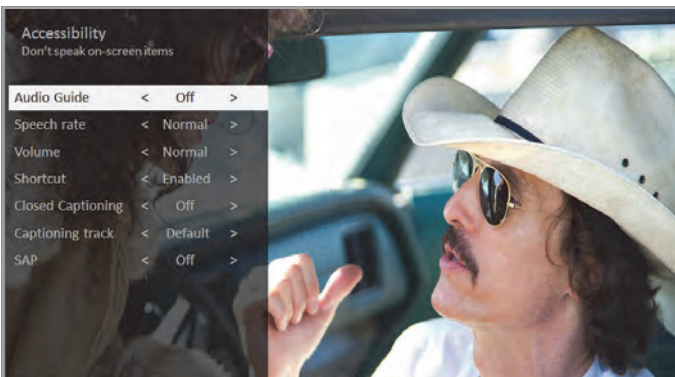 Accessibility
Don't speak on-screen items
Audio Guide < Off >
Speech rate < Normal >
Volume < Normal >
Shortcut < Enabled >
Closed Captioning < Off >
Captioning track < Default >
SAP < Off >